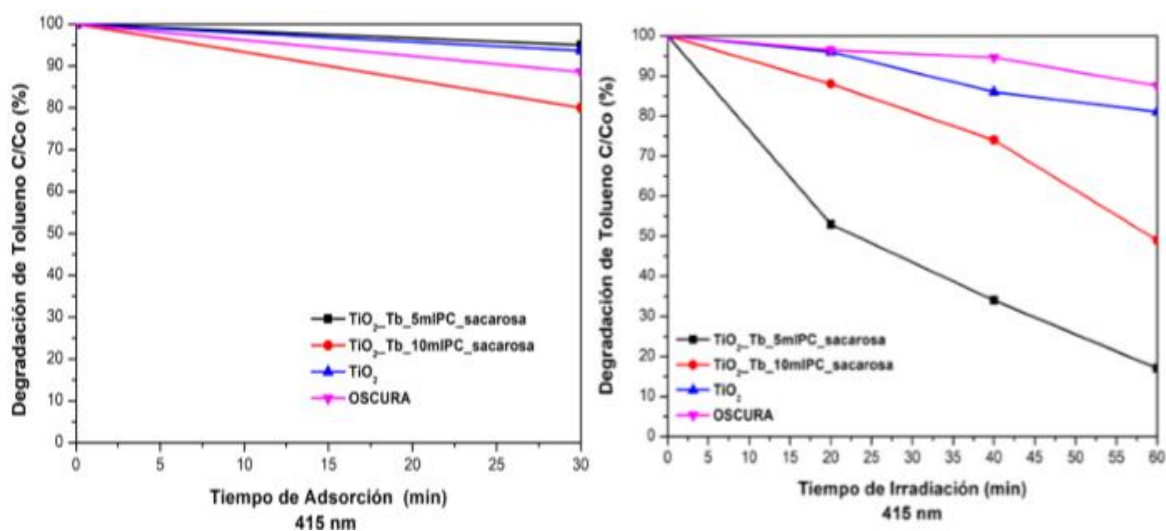 Degradación de Tolueno C/Co (%)
100
90
80
70
60
50
40
30
20
10
0
TiO2_Tb_5mlPC_sacarosa
TiO2_Tb_10mlPC_sacarosa
TiO2
OSCURA
0 5 10 15 20 25 30
Tiempo de Adsorción (min)
415 nm
Degradación de Tolueno C/Co (%)
100
90
80
70
60
50
40
30
20
10
0
TiO2_Tb_5mlPC_sacarosa
TiO2_Tb_10mlPC_sacarosa
TiO2
OSCURA
0 5 10 15 20 25 30 35 40 45 50 55 60
Tiempo de Irradiación (min)
415 nm